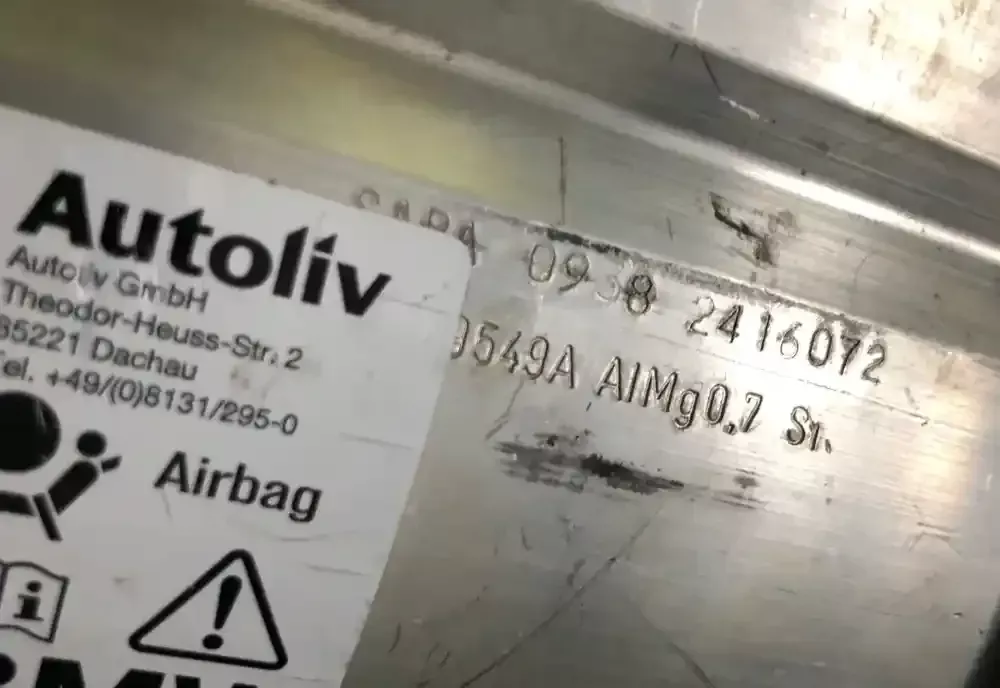 Autoliv
Autoliv GmbH
Theodor-Heuss-Str. 2
85221 Dachau
Tel. +49/(0)8131/295-0
Airbag
2416072
9549A AlMg0,7 Si.